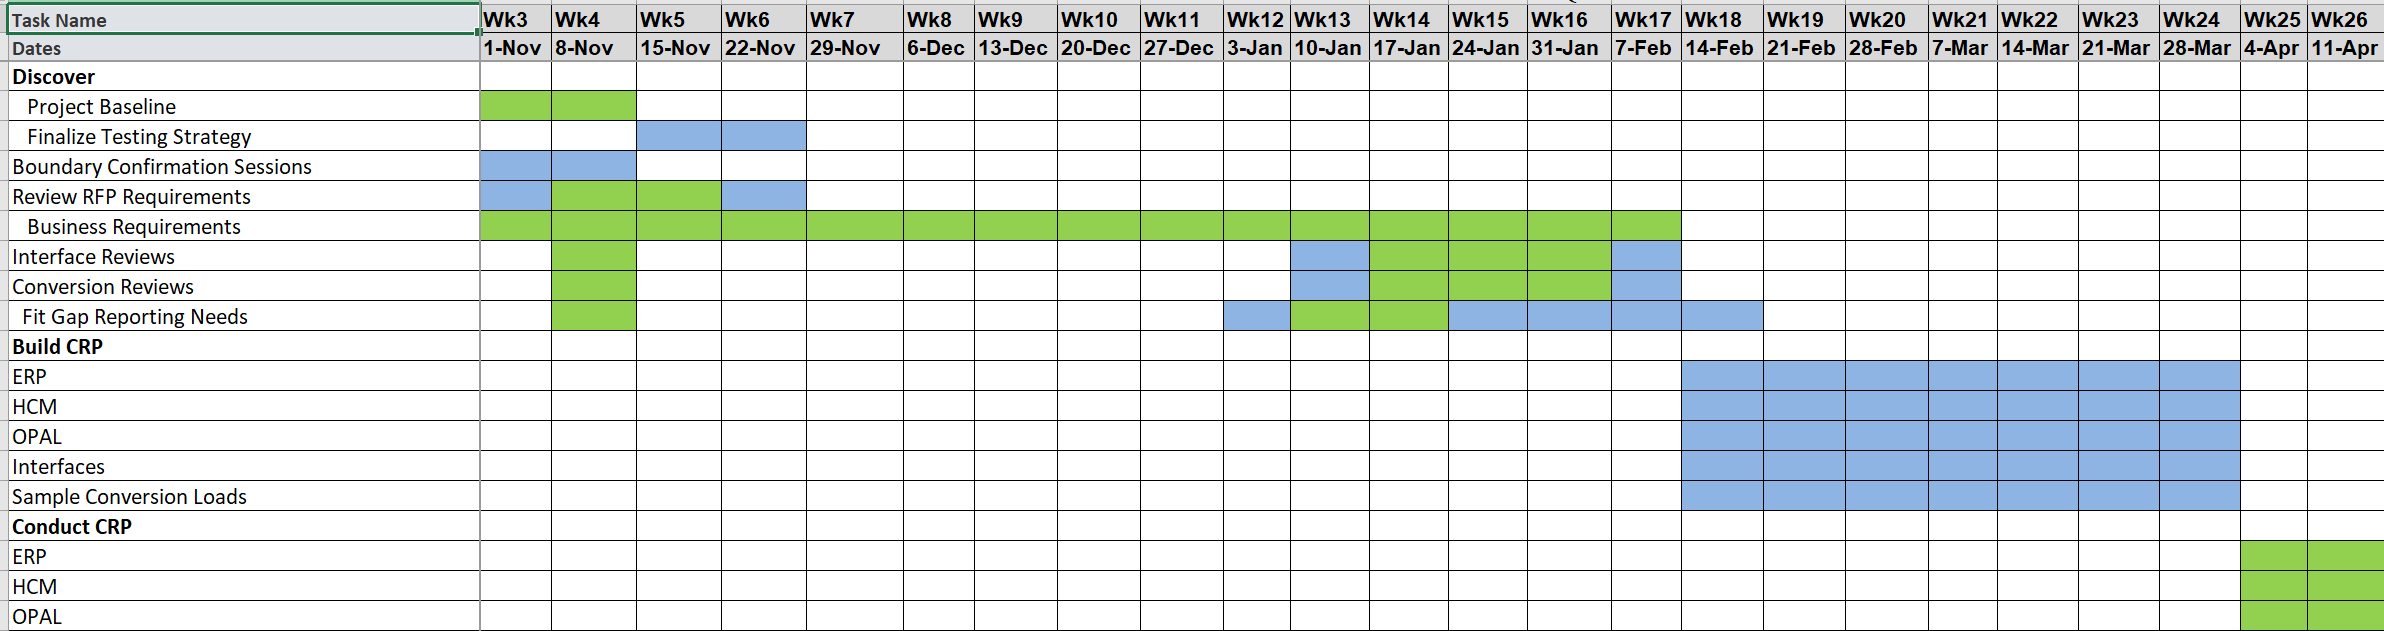 Task Name Wk3 Wk4 Wk5 Wk6 Wk7 Wk8 Wk9 Wk10 Wk11 Wk12 Wk13 Wk14 Wk15 Wk16 Wk17 Wk18 Wk19 Wk20 Wk21 Wk22 Wk23 Wk24 Wk25 Wk26
Dates 1-Nov 8-Nov 15-Nov 22-Nov 29-Nov 6-Dec 13-Dec 20-Dec 27-Dec 3-Jan 10-Jan 17-Jan 24-Jan 31-Jan 7-Feb 14-Feb 21-Feb 28-Feb 7-Mar 14-Mar 21-Mar 28-Mar 4-Apr 11-Apr
Discover
Project Baseline
Finalize Testing Strategy
Boundary Confirmation Sessions
Review RFP Requirements
Business Requirements
Interface Reviews
Conversion Reviews
Fit Gap Reporting Needs
Build CRP
ERP
HCM
OPAL
Interfaces
Sample Conversion Loads
Conduct CRP
ERP
HCM
OPAL